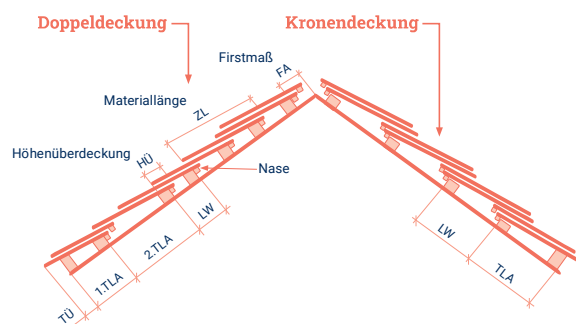 Doppeldeckung
Kronendeckung
Firstmaß
FA
Materiallänge
ZL
Höhenüberdeckung
HÜ
Nase
LW
2.TLA
1.TLA
TÜ
LW
TLA